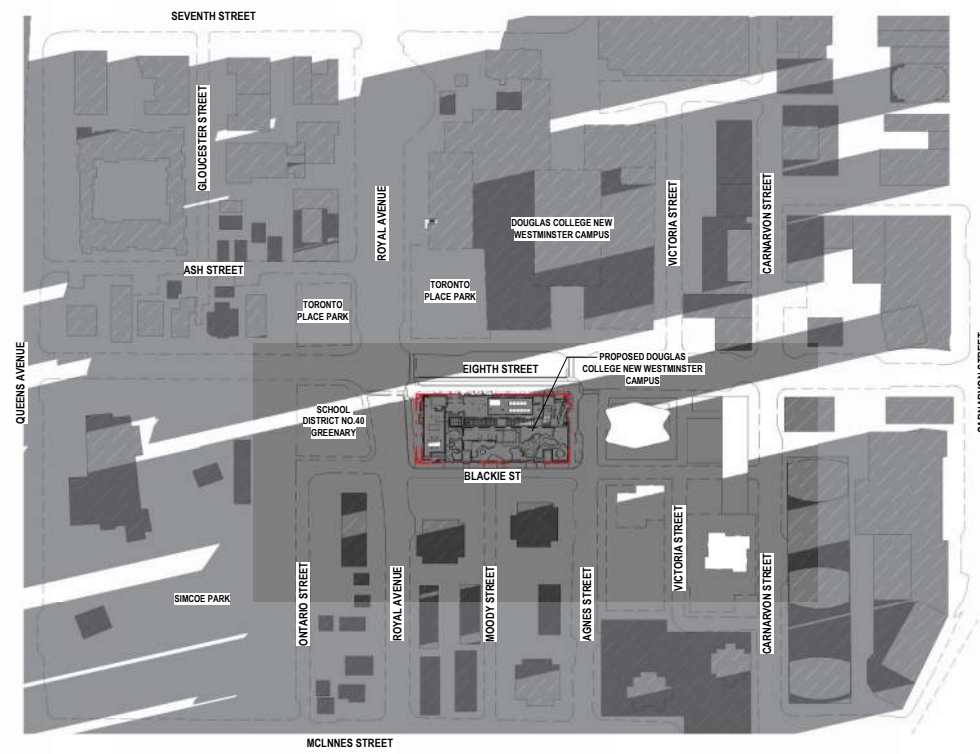 SEVENTH STREET
GLOUCESTER STREET
ROYAL AVENUE
DOUGLAS COLLEGE NEW
WESTMINSTER CAMPUS
VICTORIA STREET
CARNARVON STREET
ASH STREET
TORONTO
PLACE PARK
TORONTO
PLACE PARK
QUEENS AVENUE
EIGHTH STREET
PROPOSED DOUGLAS
COLLEGE NEW WESTMINSTER
CAMPUS
SCHOOL
DISTRICT NO.40
GREENARY
BLACKIE ST
SIMCOE PARK
ONTARIO STREET
ROYAL AVENUE
MOODY STREET
AGNES STREET
VICTORIA STREET
CARNARVON STREET
CARNARVON STREET
MCLNNES STREET